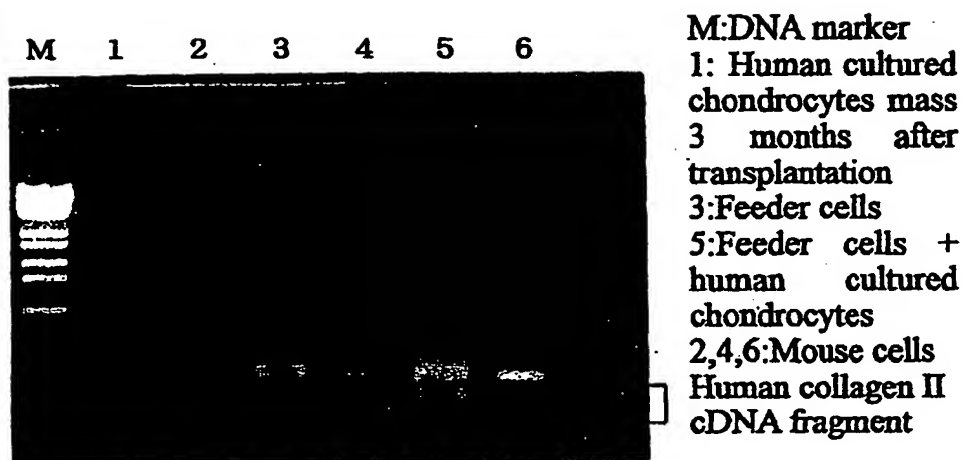 M 1 2 3 4 5 6
M:DNA marker
1: Human cultured
chondrocytes mass
3 months after
transplantation
3:Feeder cells
5:Feeder cells +
human cultured
chondrocytes
2,4,6:Mouse cells
Human collagen II
cDNA fragment